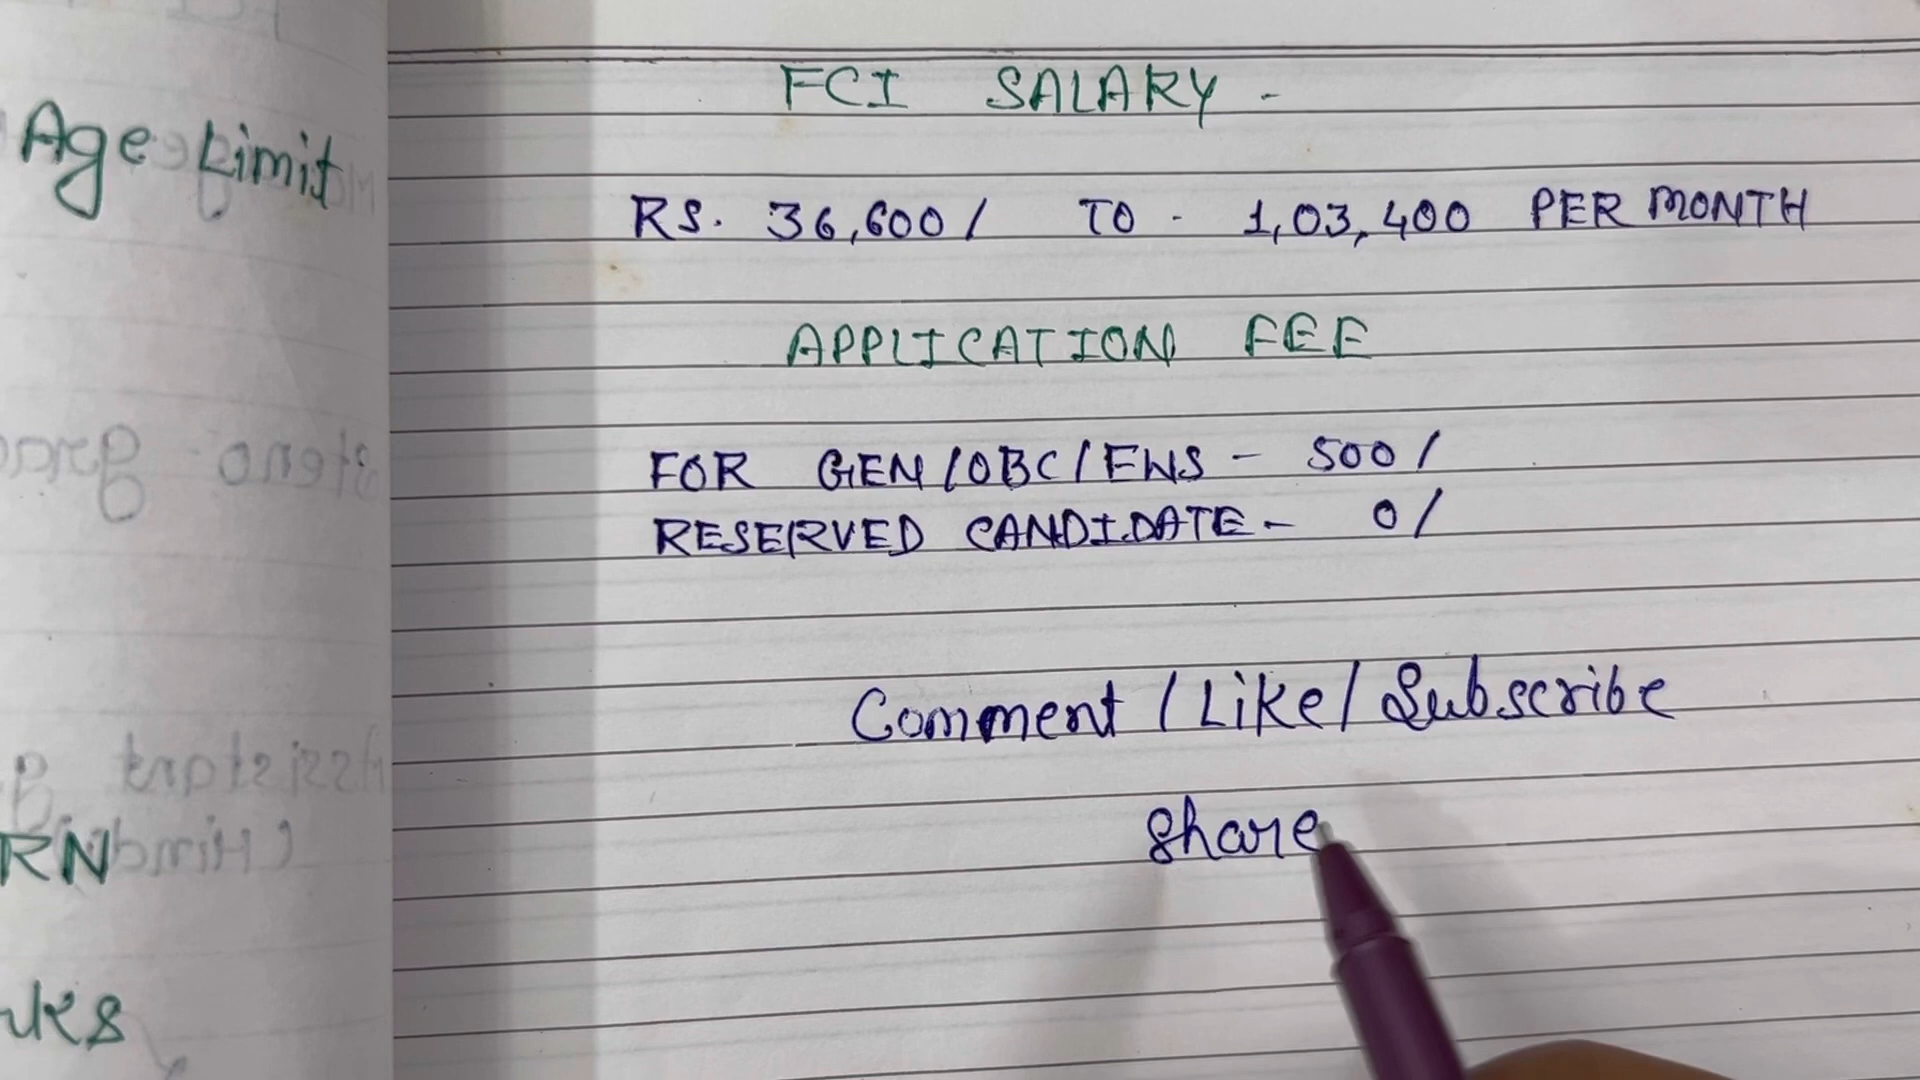 Age Limit
RN
FCI SALARY -
RS. 36,600/ TO - 1,03,400 PER MONTH
APPLICATION FEE
FOR GEN/OBC/EWS - 500/
RESERVED CANDIDATE - 0/
Comment / Like / Subscribe
Share